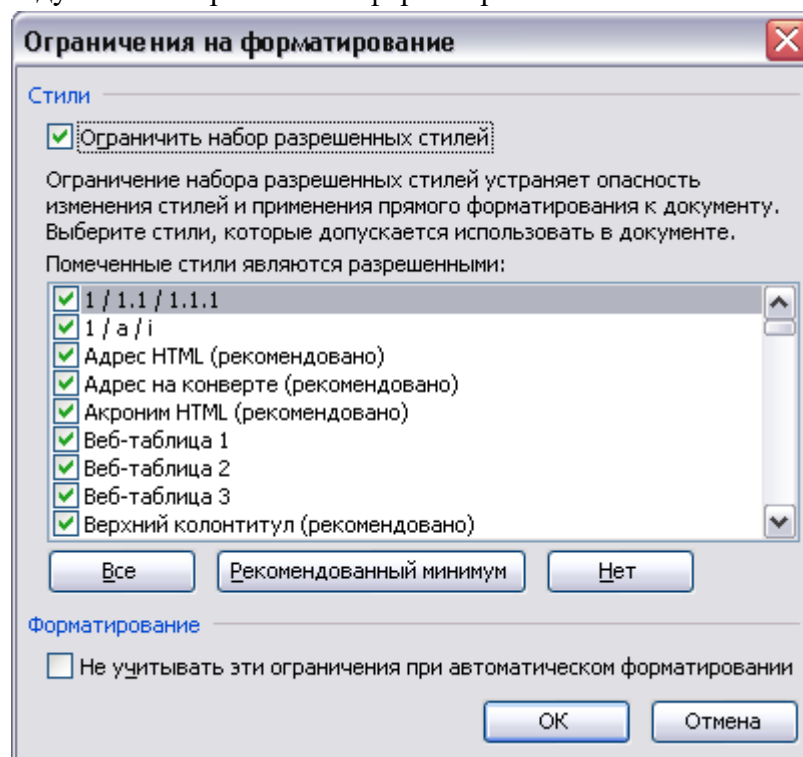 Ограничения на форматирование
Стили
Ограничить набор разрешенных стилей
Ограничение набора разрешенных стилей устраняет опасность
изменения стилей и применения прямого форматирования к документу.
Выберите стили, которые допускается использовать в документе.
Помеченные стили являются разрешенными:
1 / 1.1 / 1.1.1
1 / a / i
Адрес HTML (рекомендовано)
Адрес на конверте (рекомендовано)
Акроним HTML (рекомендовано)
Веб-таблица 1
Веб-таблица 2
Веб-таблица 3
Верхний колонтитул (рекомендовано)
Все Рекомендованный минимум Нет
Форматирование
Не учитывать эти ограничения при автоматическом форматировании
ОК Отмена